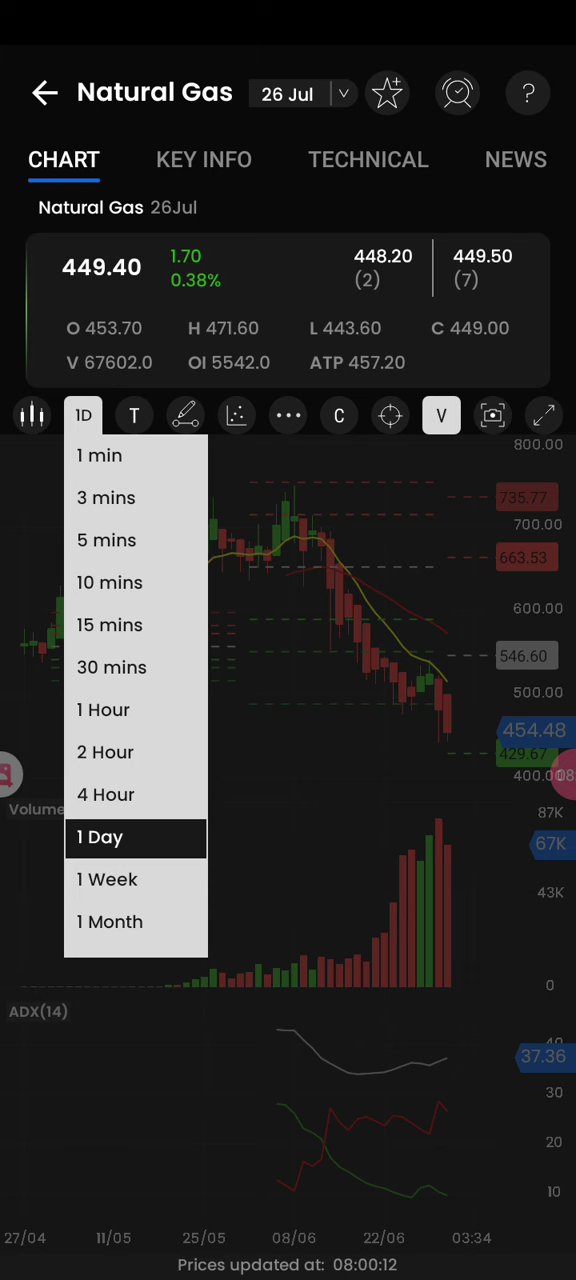 Natural Gas 26 Jul ?
CHART KEY INFO TECHNICAL NEWS
Natural Gas 26Jul
449.40 1.70 448.20 449.50
0.38% (2) (7)
O 453.70 H 471.60 L 443.60 C 449.00
V 67602.0 OI 5542.0 ATP 457.20
1D T C V
800.00
1 min
3 mins
735.77
700.00
5 mins
663.53
10 mins
600.00
15 mins
546.60
30 mins
500.00
1 Hour
454.48
2 Hour
429.67
400.00
4 Hour
Volume
87K
1 Day
67K
1 Week
43K
1 Month
0
ADX(14)
40
37.36
30
20
10
27/04 11/05 25/05 08/06 22/06 03:34
Prices updated at: 08:00:12